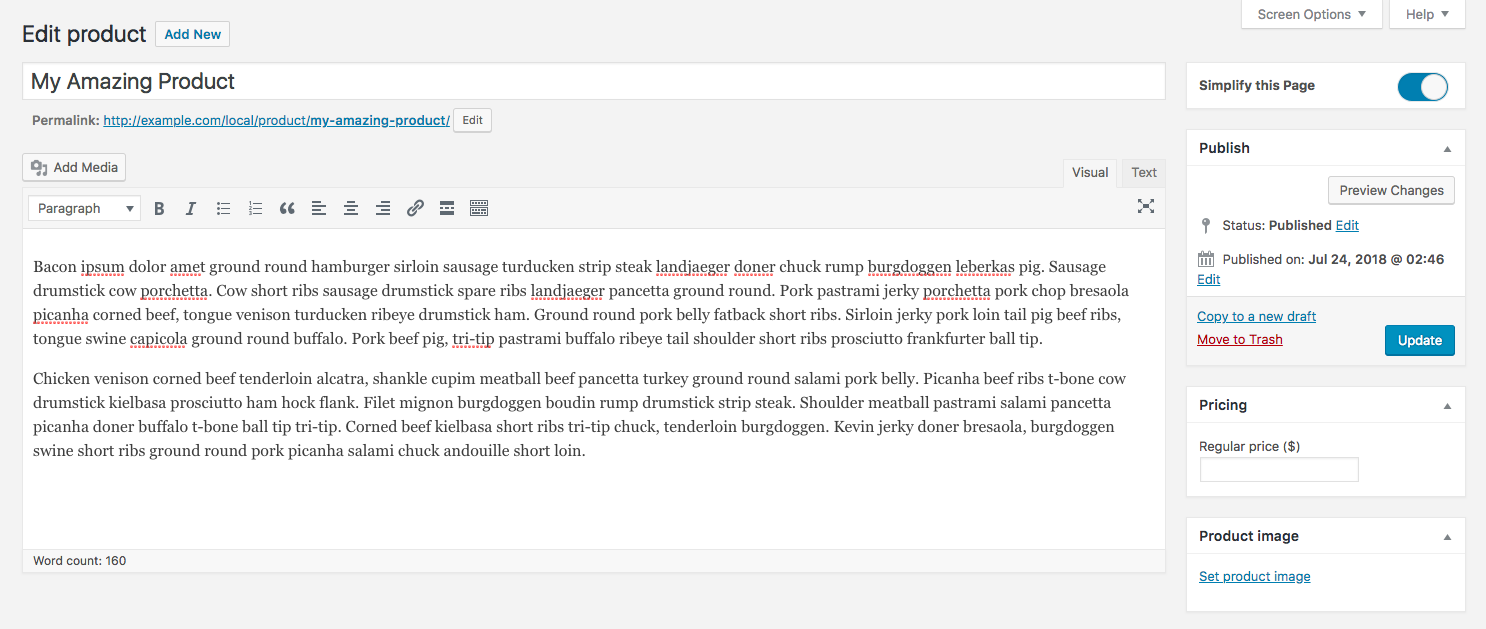 Screen Options Help
Edit product Add New
My Amazing Product
Permalink: http://example.com/local/product/my-amazing-product/ Edit
Add Media
Visual Text
Paragraph
B I
Bacon ipsum dolor amet ground round hamburger sirloin sausage turducken strip steak landjaeger doner chuck rump burgdoggen leberkas pig. Sausage
drumstick cow porchetta. Cow short ribs sausage drumstick spare ribs landjaeger pancetta ground round. Pork pastrami jerky porchetta pork chop bresaola
picanha corned beef, tongue venison turducken ribeye drumstick ham. Ground round pork belly fatback short ribs. Sirloin jerky pork loin tail pig beef ribs,
tongue swine capicola ground round buffalo. Pork beef pig, tri-tip pastrami buffalo ribeye tail shoulder short ribs prosciutto frankfurter ball tip.
Chicken venison corned beef tenderloin alcatra, shankle cupim meatball beef pancetta turkey ground round salami pork belly. Picanha beef ribs t-bone cow
drumstick kielbasa prosciutto ham hock flank. Filet mignon burgdoggen boudin rump drumstick strip steak. Shoulder meatball pastrami salami pancetta
picanha doner buffalo t-bone ball tip tri-tip. Corned beef kielbasa short ribs tri-tip chuck, tenderloin burgdoggen. Kevin jerky doner bresaola, burgdoggen
swine short ribs ground round pork picanha salami chuck andouille short loin.
Word count: 160
Simplify this Page
Publish
Preview Changes
Status: Published Edit
Published on: Jul 24, 2018 @ 02:46
Edit
Copy to a new draft
Move to Trash
Update
Pricing
Regular price ($)
Product image
Set product image